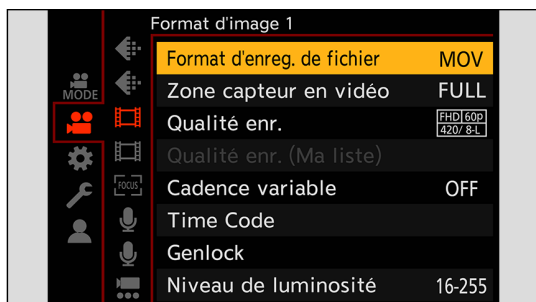 Format d'image 1
MODE
FOCUS
Format d'enreg. de fichier MOV
Zone capteur en vidéo FULL
Qualité enr. FHD 60p 420/ 8-L
Qualité enr. (Ma liste)
Cadence variable OFF
Time Code
Genlock
Niveau de luminosité 16-255